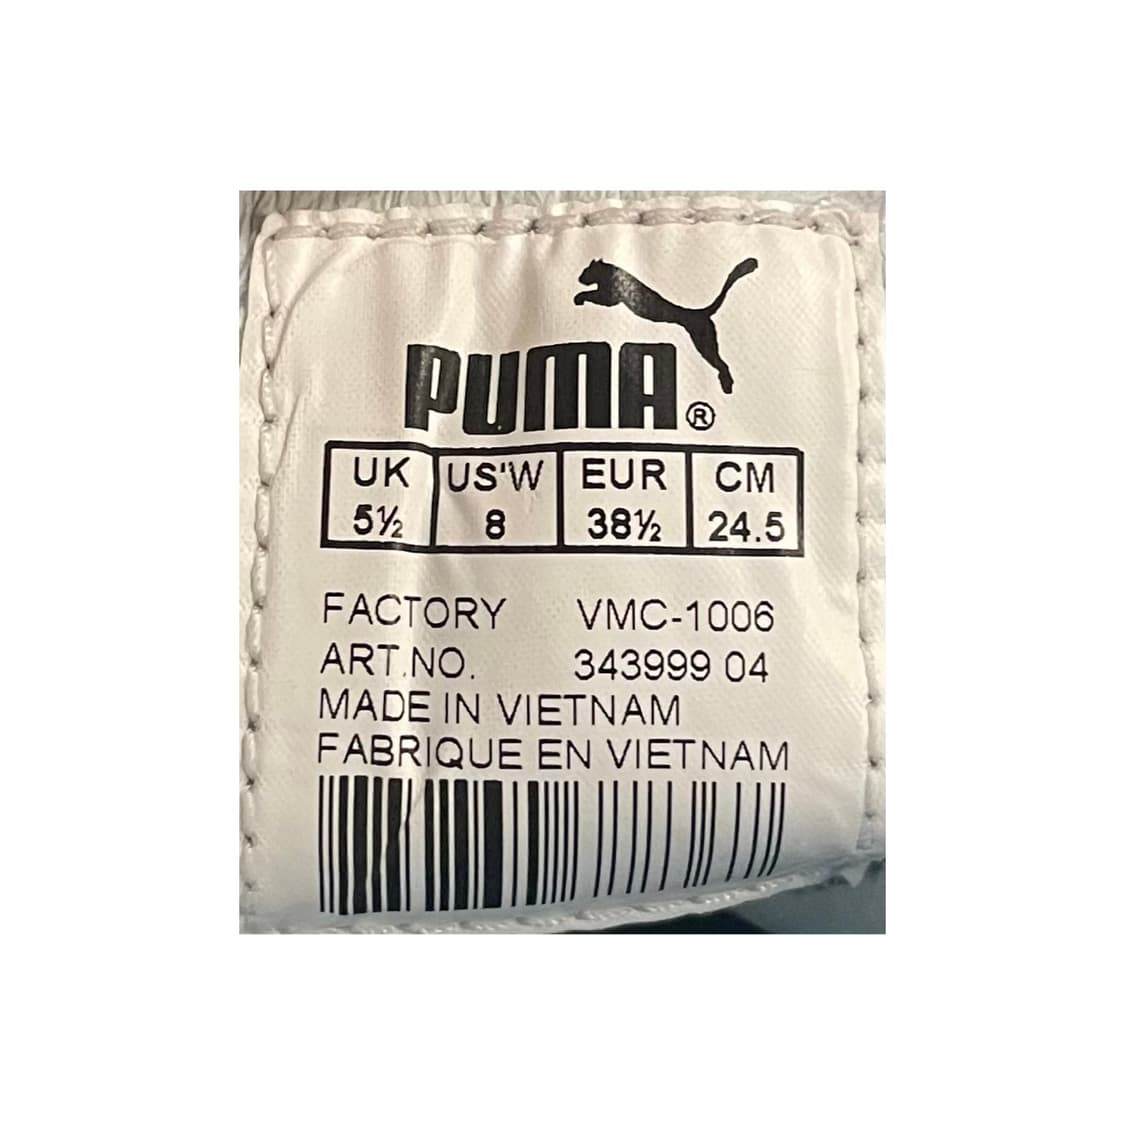 PUMA®
UK US'W EUR CM
5½ 8 38½ 24.5
FACTORY VMC-1006
ART.NO. 343999 04
MADE IN VIETNAM
FABRIQUE EN VIETNAM